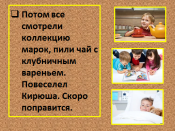 Потом все
смотрели
коллекцию
марок, пили чай с
клубничным
вареньем.
Повеселел
Кирюша. Скоро
поправится.